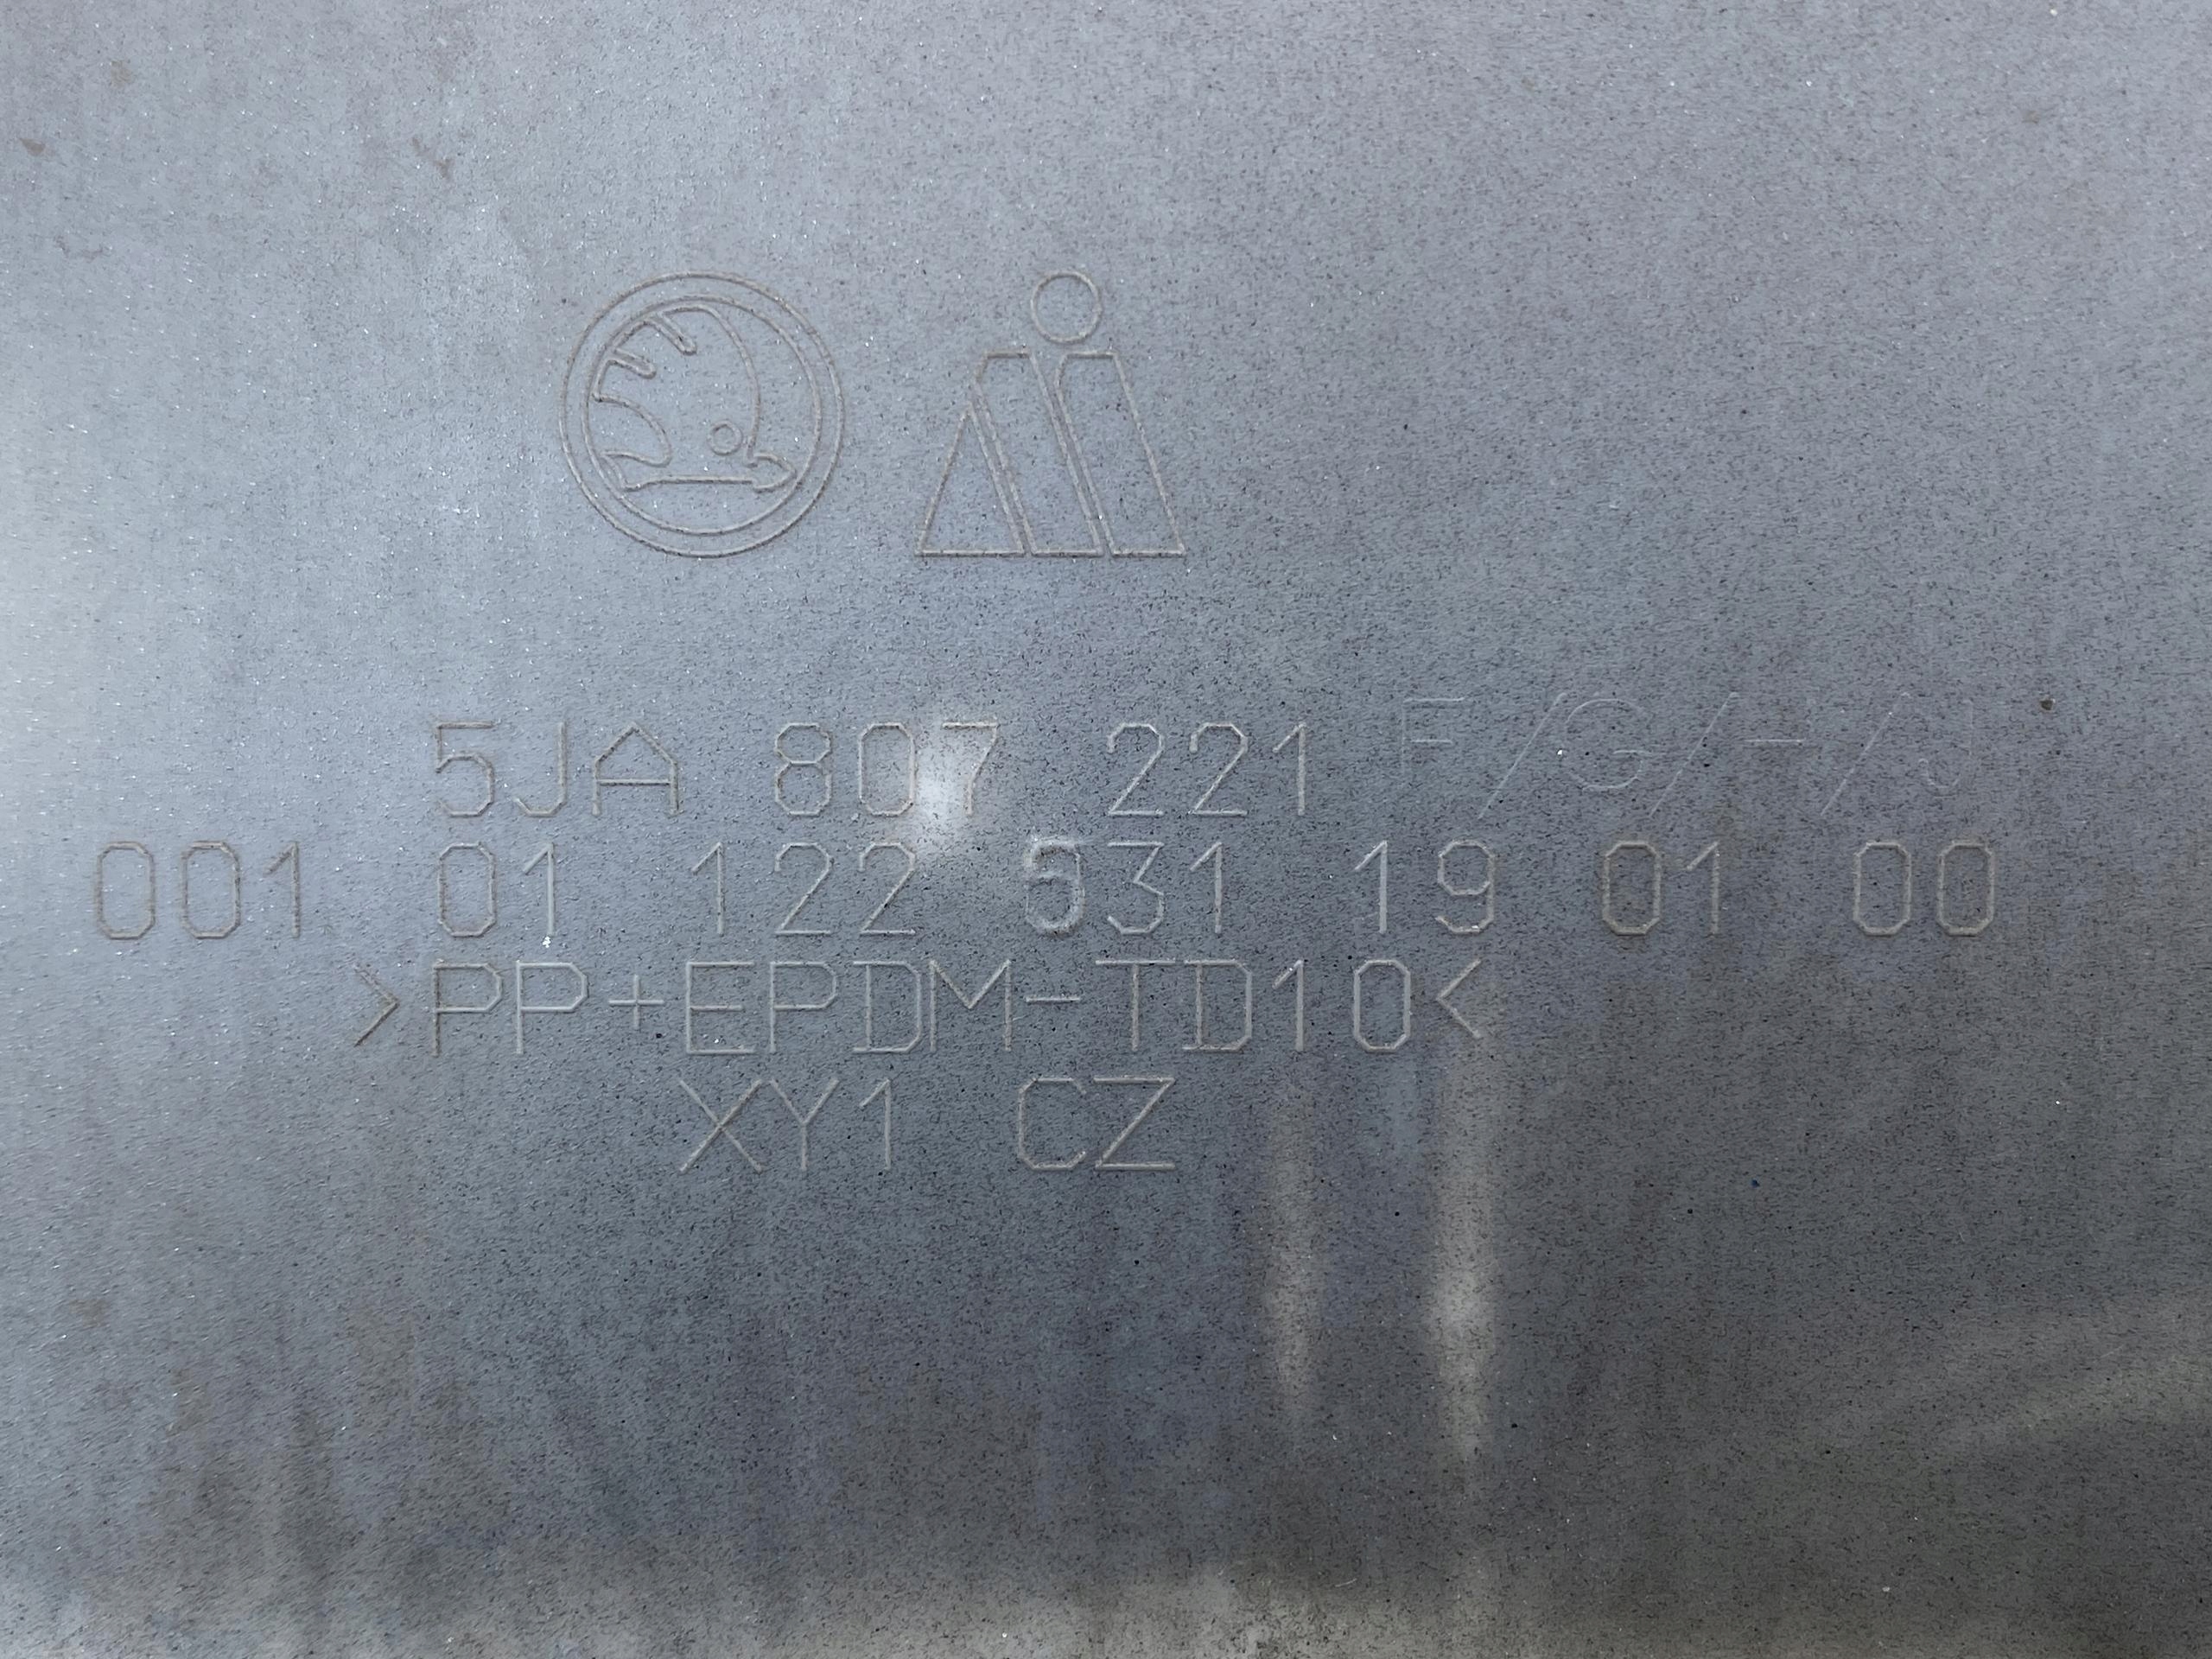 5JA 807 221 F/G/H/J
001 01 122 531 19 01 00
>PP+EPDM-TD10<
XY1 CZ